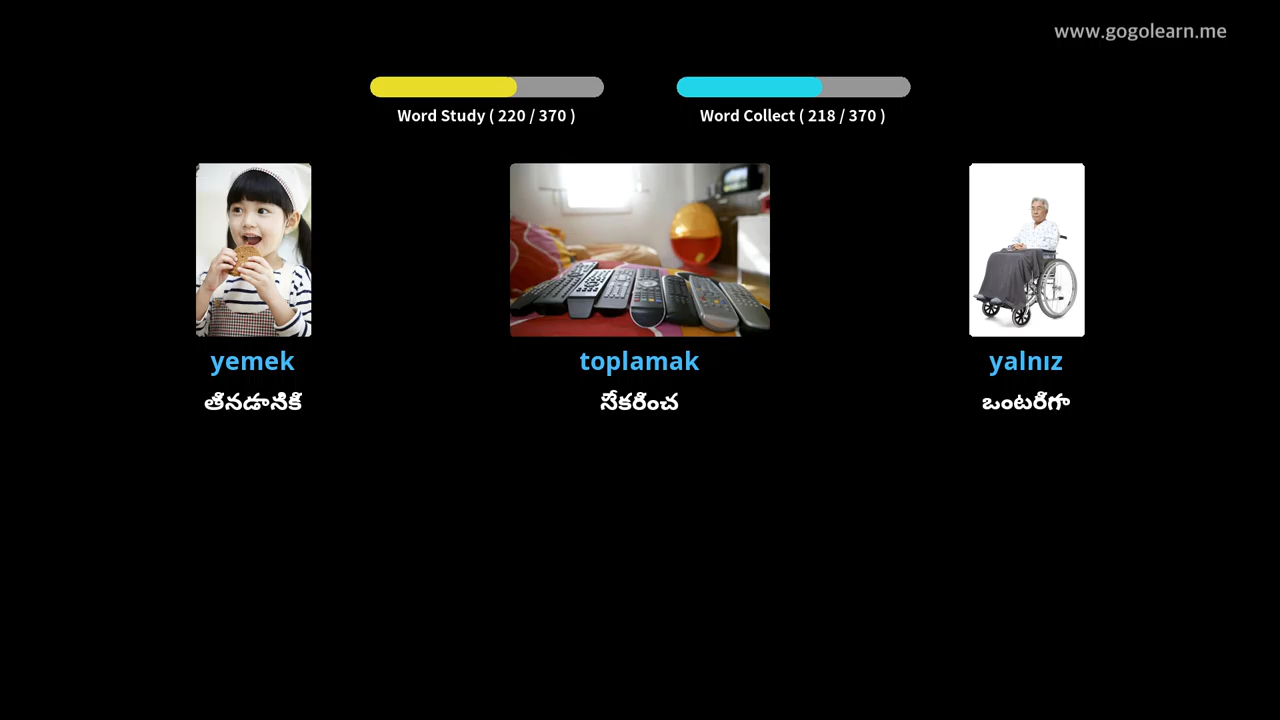 www.gogolearn.me
Word Study ( 220 / 370 )
Word Collect ( 218 / 370 )
yemek
toplamak
yalnız
తినడానికి
సేకరించ
ఒంటరిగా